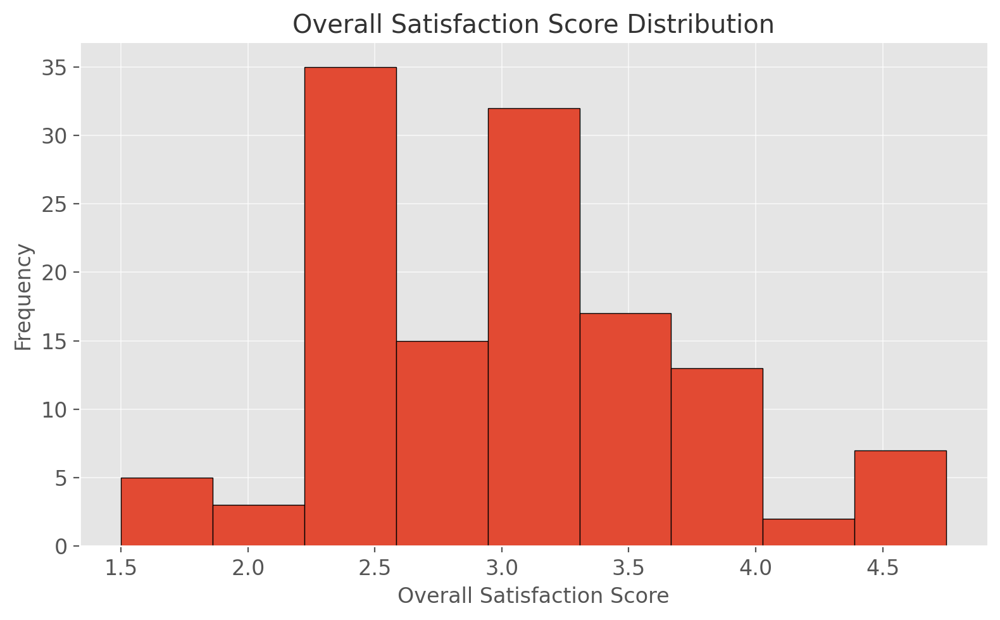 Overall Satisfaction Score Distribution
Frequency
35
30
25
20
15
10
5
0
1.5 2.0 2.5 3.0 3.5 4.0 4.5
Overall Satisfaction Score